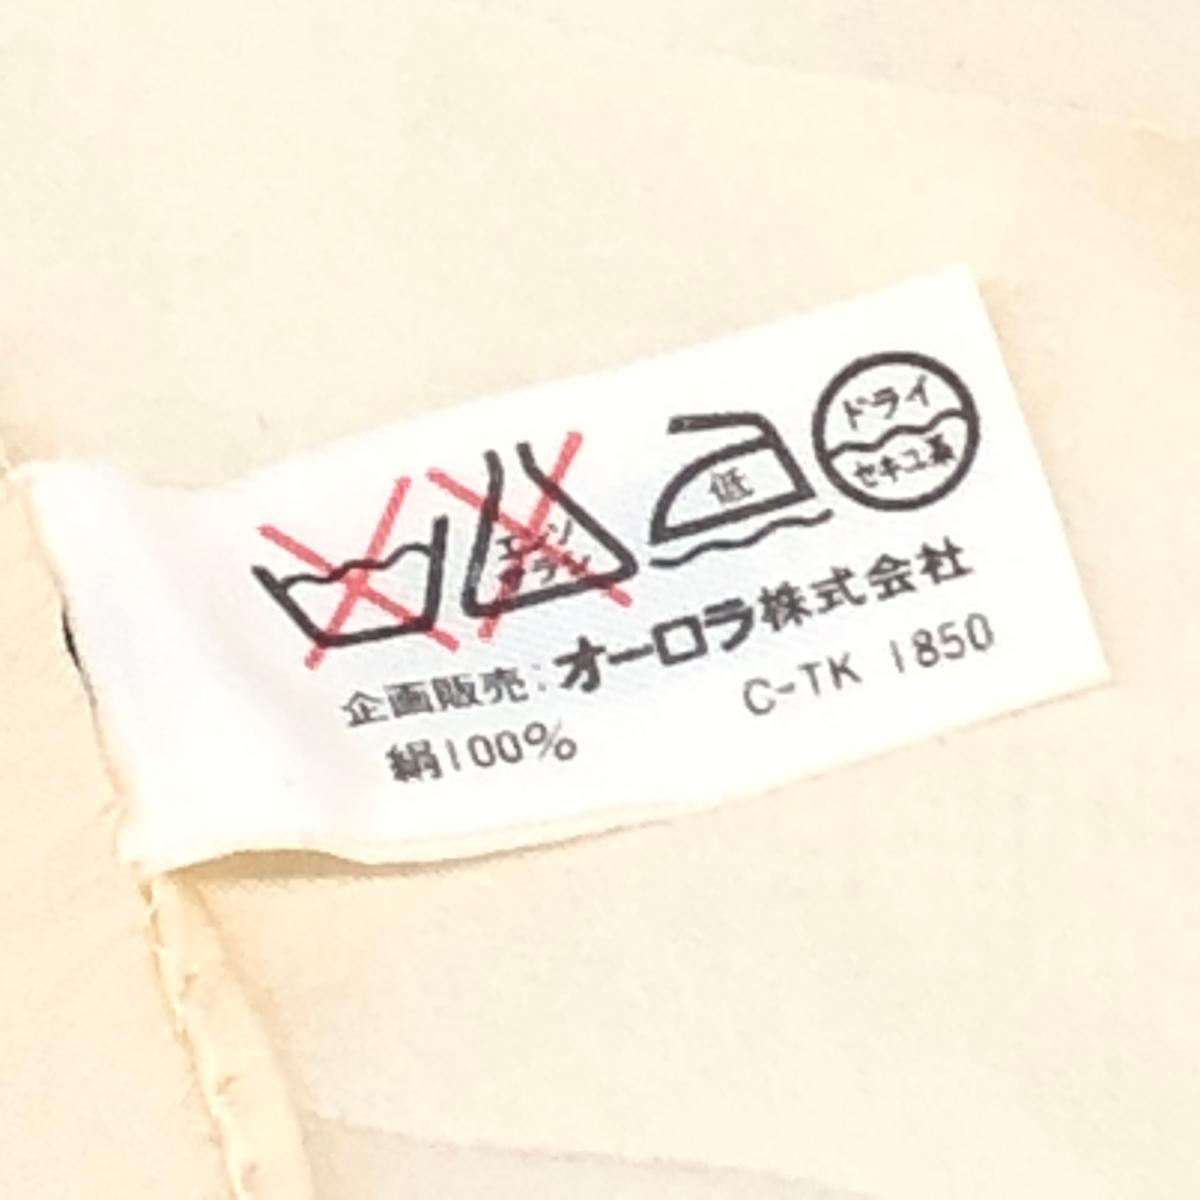 エンソ
サラシ
低
ドライ
セキユ系
企画販売:オーロラ株式会社
絹100%
C-TK 1850